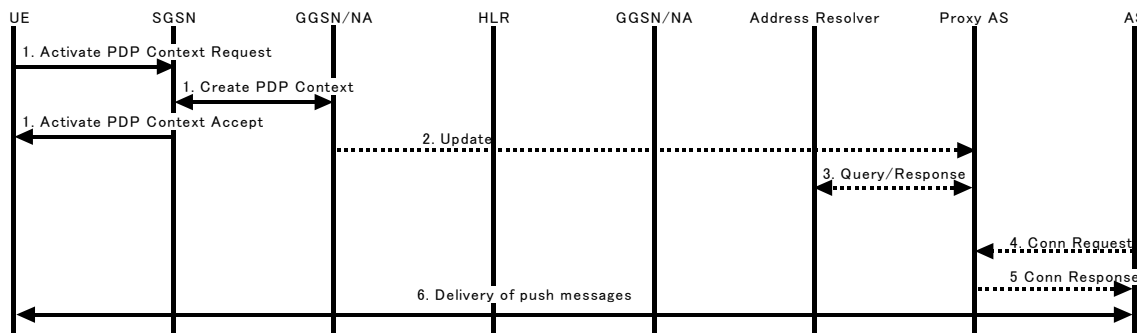 UE SGSN GGSN/NA HLR GGSN/NA Address Resolver Proxy AS AS
1. Activate PDP Context Request
1. Create PDP Context
1. Activate PDP Context Accept
2. Update
3. Query/Response
4. Conn Request
5 Conn Response
6. Delivery of push messages